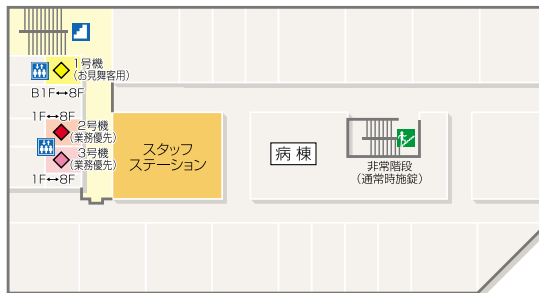 1号機
(お見舞客用)
B1F↔8F
1F↔8F
2号機
(業務優先)
3号機
(業務優先)
1F↔8F
スタッフ
ステーション
病棟
非常階段
(通常時施錠)